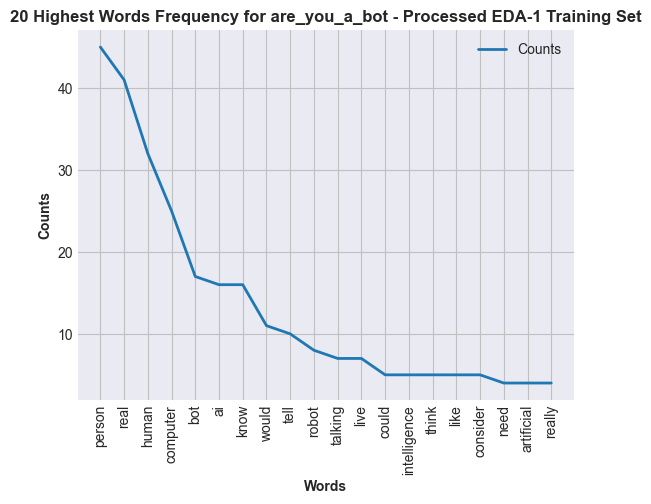 20 Highest Words Frequency for are_you_a_bot - Processed EDA-1 Training Set
Counts
40
30
20
10
Counts
person
real
human
computer
bot
ai
know
would
tell
robot
talking
live
could
intelligence
think
like
consider
need
artificial
really
Words